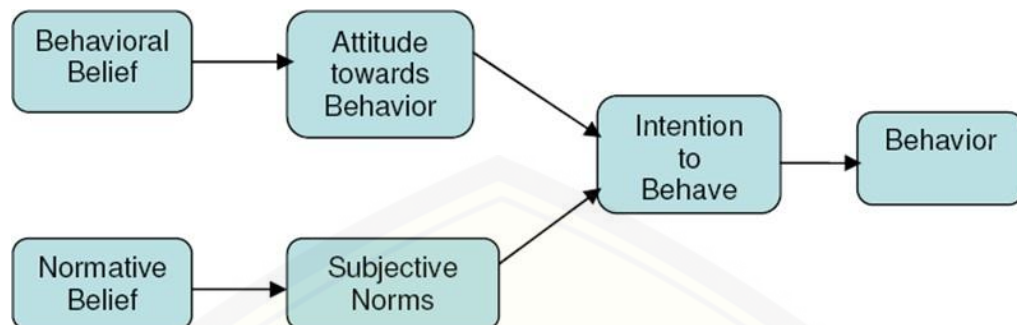 Behavioral
Belief
Attitude
towards
Behavior
Intention
to
Behave
Behavior
Normative
Belief
Subjective
Norms